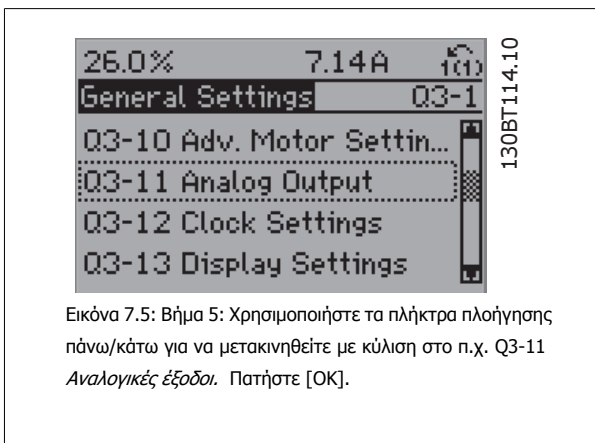 26.0% 7.14A 1(1)
General Settings Q3-1
Q3-10 Adv. Motor Settin...
Q3-11 Analog Output
Q3-12 Clock Settings
Q3-13 Display Settings
130BT114.10
Εικόνα 7.5: Βήμα 5: Χρησιμοποιήστε τα πλήκτρα πλοήγησης
πάνω/κάτω για να μετακινηθείτε με κύλιση στο π.χ. Q3-11
Αναλογικές έξοδοι. Πατήστε [OK].